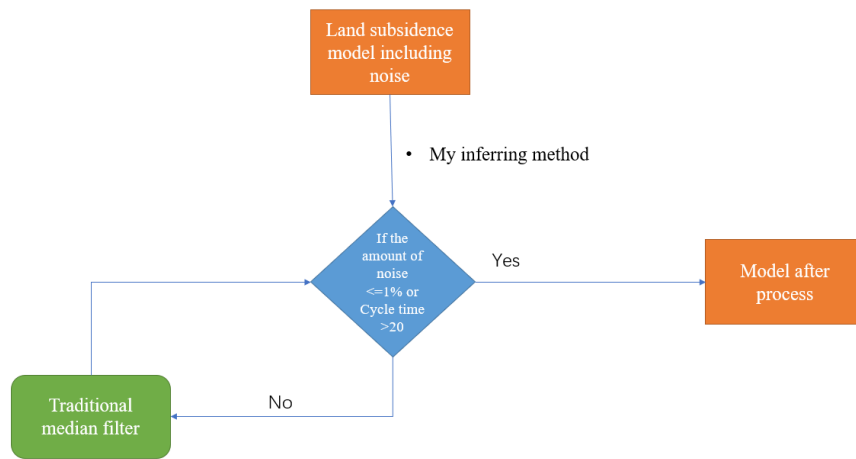 Land subsidence
model including
noise
• My inferring method
If the
amount of
noise
<=1% or
Cycle time
>20
Yes
Model after
process
No
Traditional
median filter